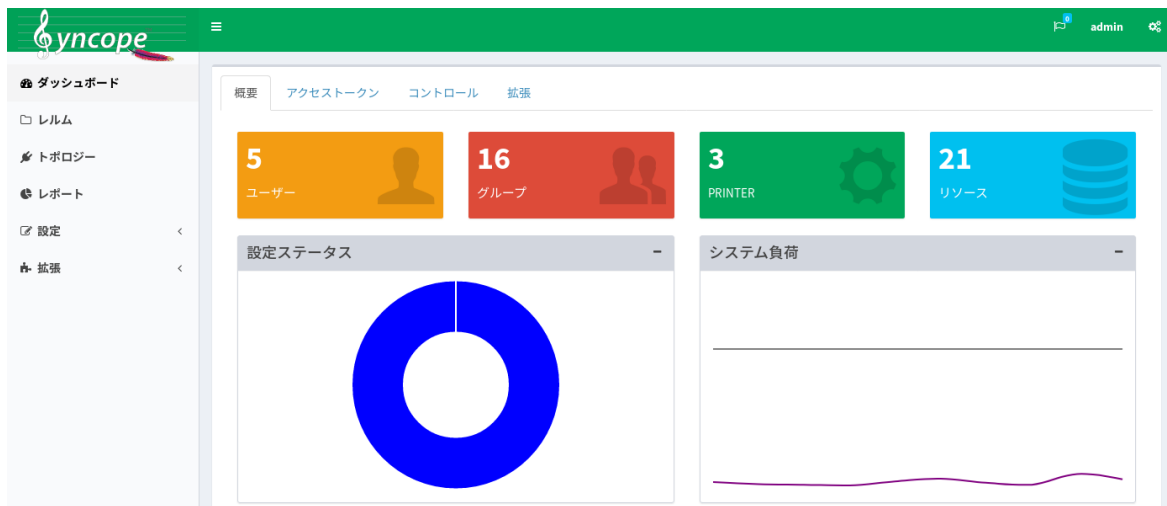 Syncope
0
admin
ダッシュボード
レルム
トポロジー
レポート
設定
拡張
概要 アクセストークン コントロール 拡張
5
ユーザー
16
グループ
3
PRINTER
21
リソース
設定ステータス
システム負荷